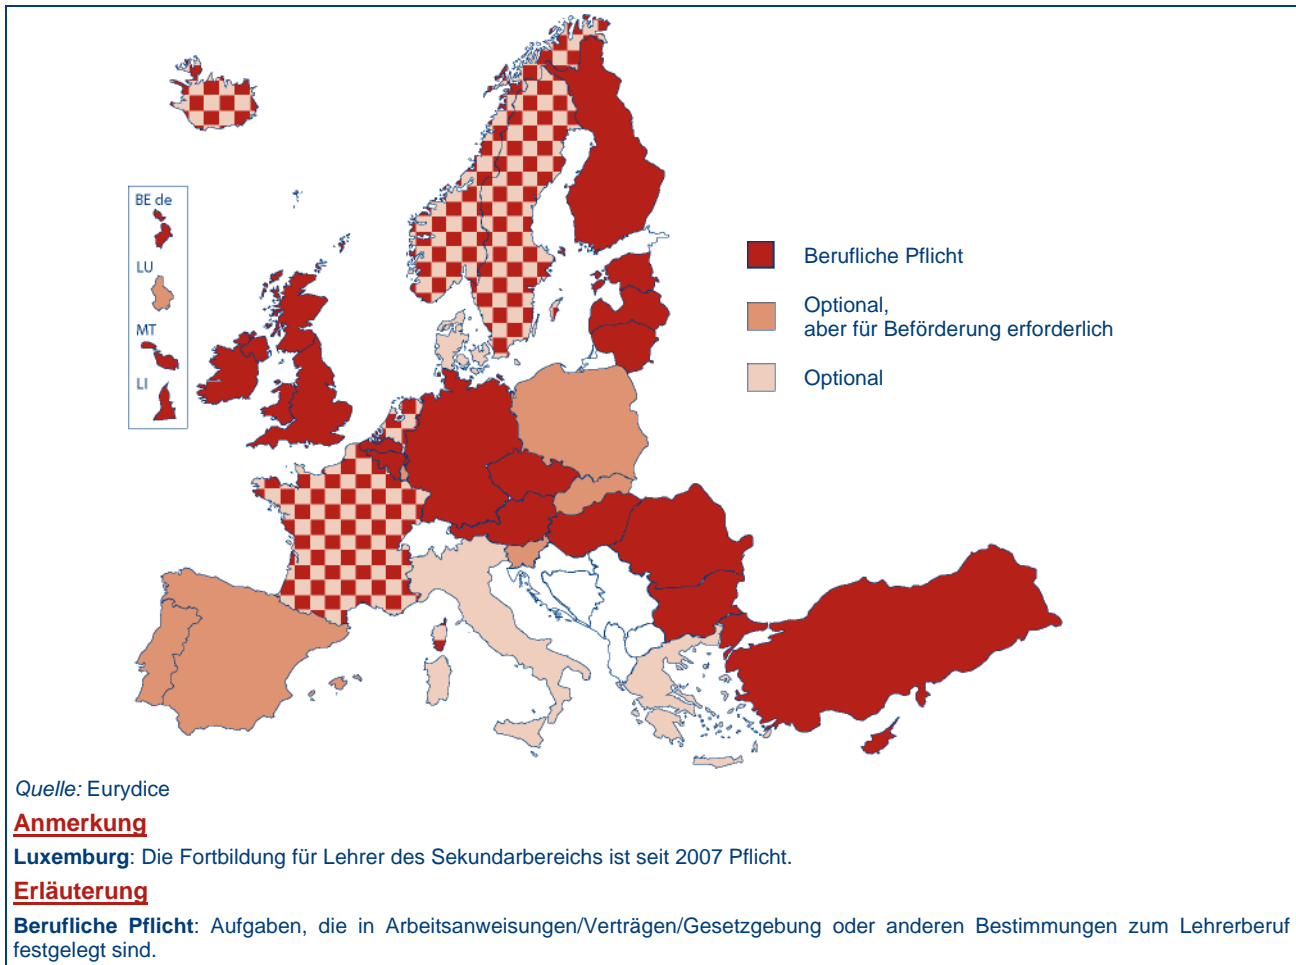 BE de
LU
MT
LI
Berufliche Pflicht
Optional,
aber für Beförderung erforderlich
Optional
Quelle: Eurydice
Anmerkung
Luxemburg: Die Fortbildung für Lehrer des Sekundarbereichs ist seit 2007 Pflicht.
Erläuterung
Berufliche Pflicht: Aufgaben, die in Arbeitsanweisungen/Verträgen/Gesetzgebung oder anderen Bestimmungen zum Lehrerberuf
festgelegt sind.